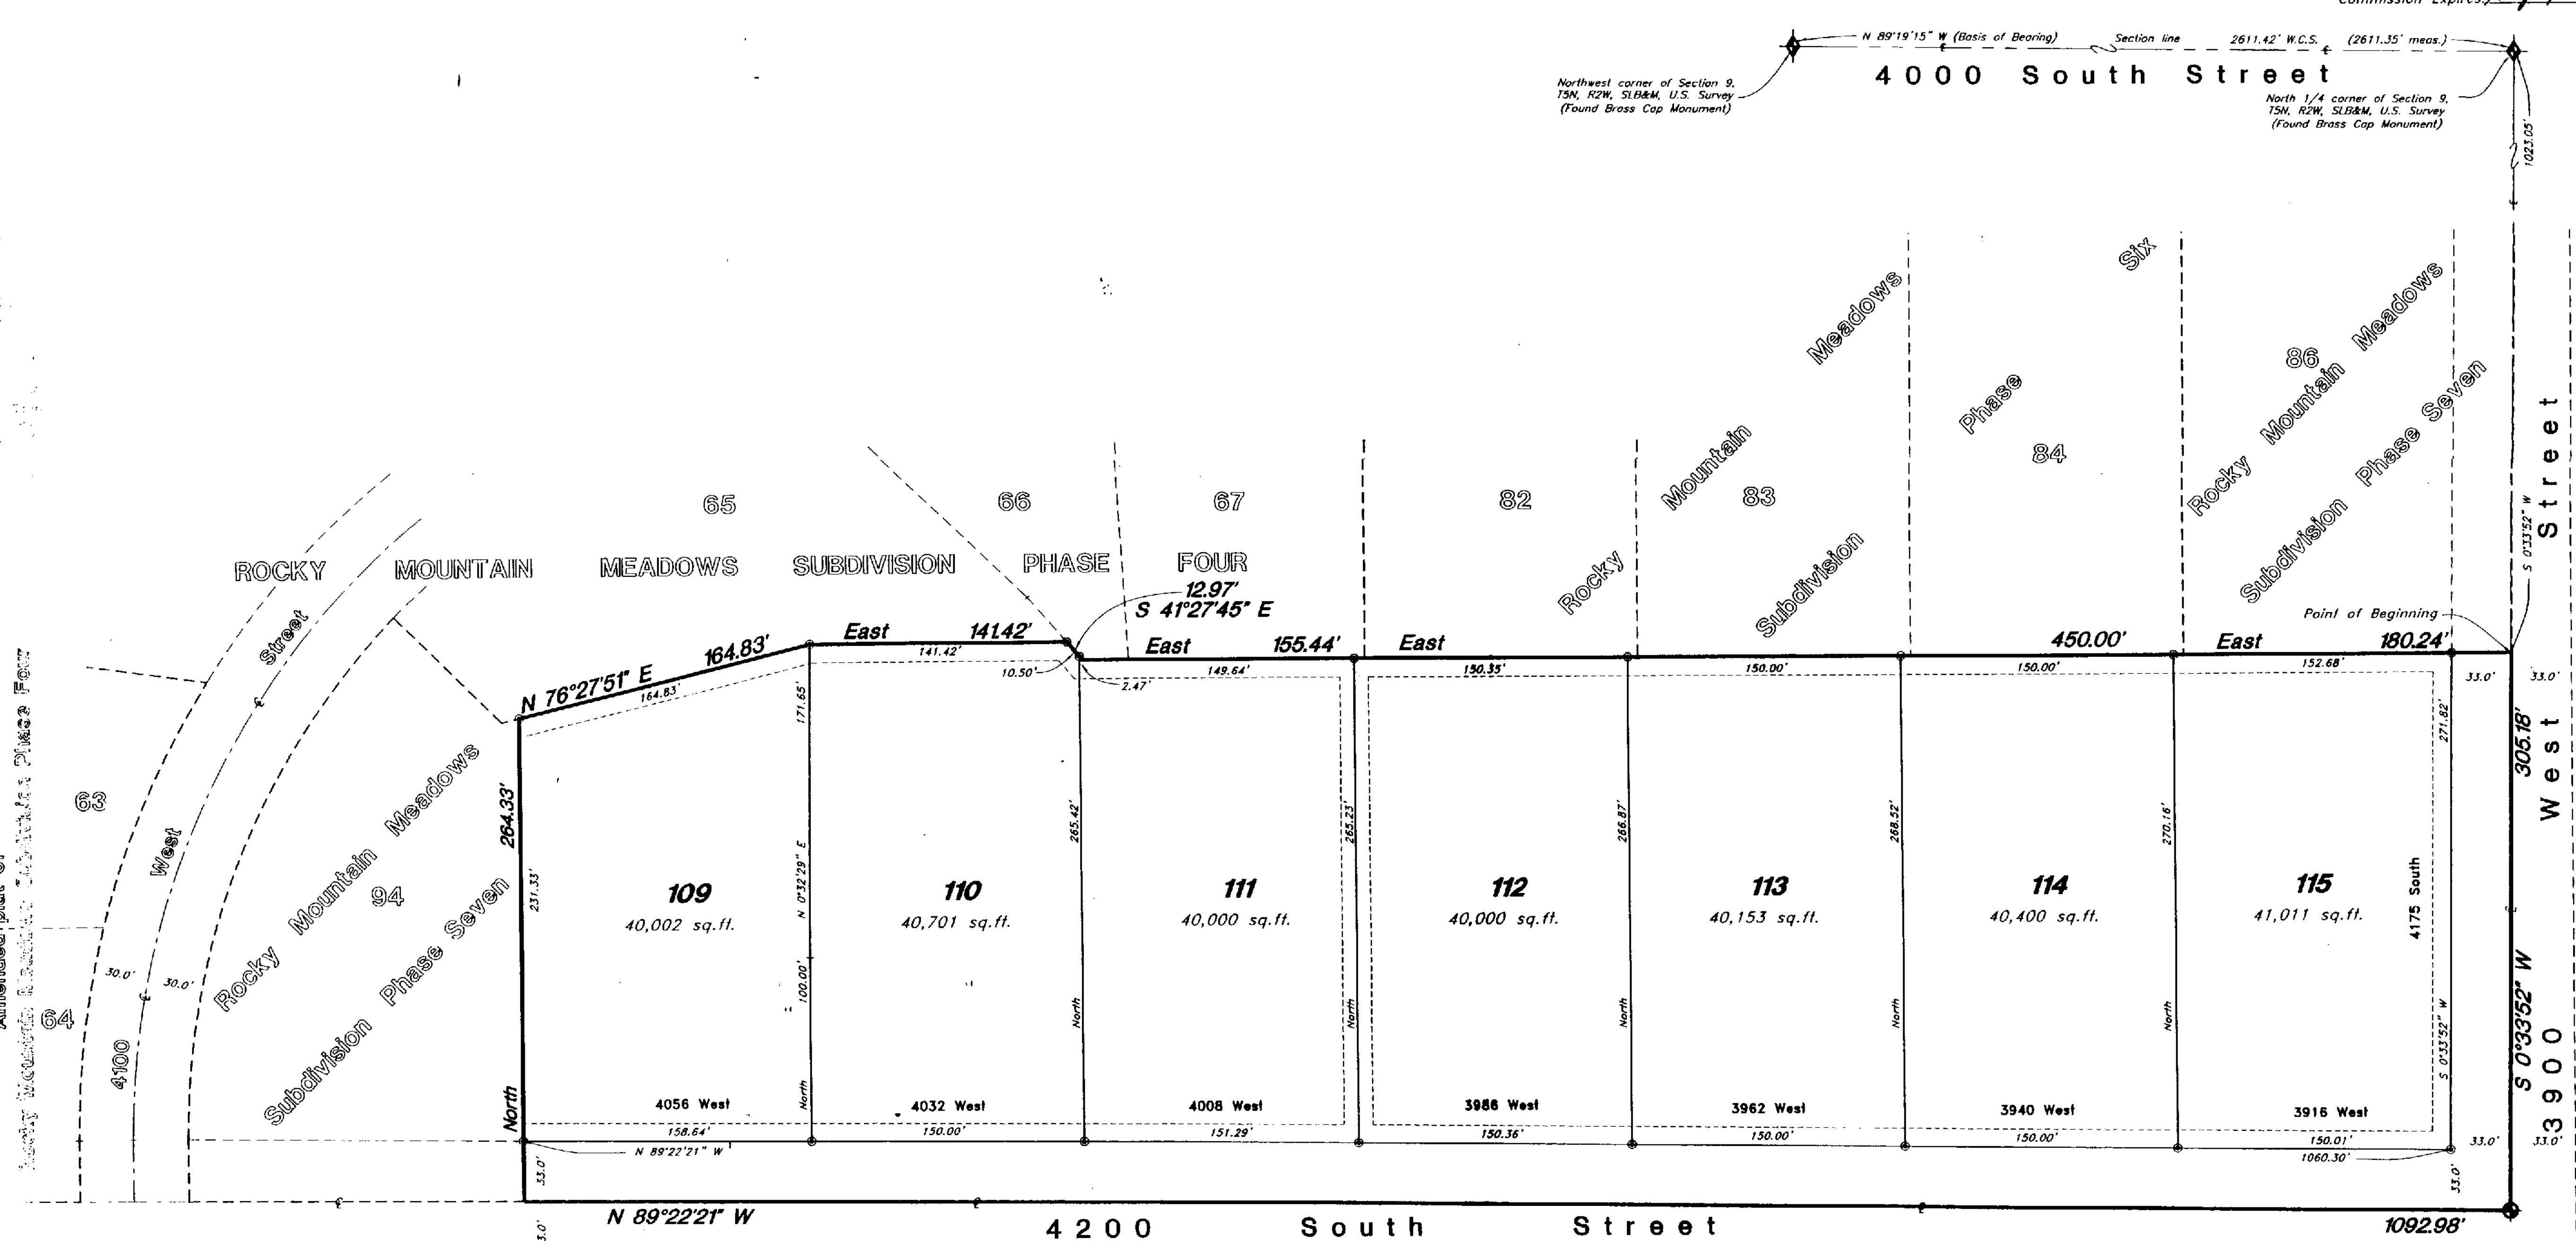 Commission Expires
N 89°19'15" W (Basis of Bearing) Section line 2611.42' W.C.S. (2611.35' meas.)
4000 South Street
Northwest corner of Section 9,
T5N, R2W, SLB&M, U.S. Survey
(Found Brass Cap Monument)
North 1/4 corner of Section 9,
T5N, R2W, SLB&M, U.S. Survey
(Found Brass Cap Monument)
1023.05'
Rocky Mountain Meadows
Subdivision Phase Six
Rocky Mountain Meadows
Subdivision Phase Seven
86
84
83
82
67
66
65
ROCKY MOUNTAIN MEADOWS SUBDIVISION PHASE FOUR
12.97'
S 41°27'45" E
Point of Beginning
S 0°33'52" W
N 76°27'51" E 164.83'
East 141.42'
East 155.44'
East 450.00'
East 180.24'
164.83'
141.42'
10.50'
2.47'
149.64'
150.35'
150.00'
150.00'
152.68'
33.0'
33.0'
4100 West Street
63
64
30.0'
30.0'
Rocky Mountain Meadows
94
Subdivision Phase Seven
264.33'
North
231.33'
171.65'
N 0°32'29" E
100.00'
North
265.42'
North
265.23'
North
266.87'
North
268.52'
North
270.16'
North
271.82'
S 0°33'52" W
4175 South
305.18'
S 0°33'52" W
3900 West Street
109
40,002 sq.ft.
110
40,701 sq.ft.
111
40,000 sq.ft.
112
40,000 sq.ft.
113
40,153 sq.ft.
114
40,400 sq.ft.
115
41,011 sq.ft.
4056 West
4032 West
4008 West
3986 West
3962 West
3940 West
3916 West
158.64'
150.00'
151.29'
150.36'
150.00'
150.00'
150.01'
33.0'
33.0'
N 89°22'21" W
1060.30'
33.0'
33.0'
N 89°22'21" W
4200 South Street
1092.98'